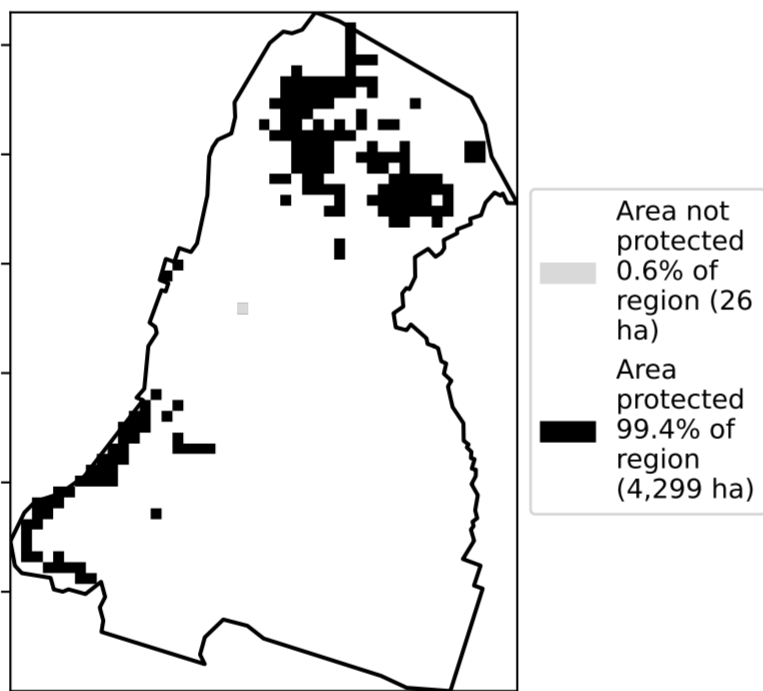 Area not
protected
0.6% of
region (26
ha)
Area
protected
99.4% of
region
(4,299 ha)